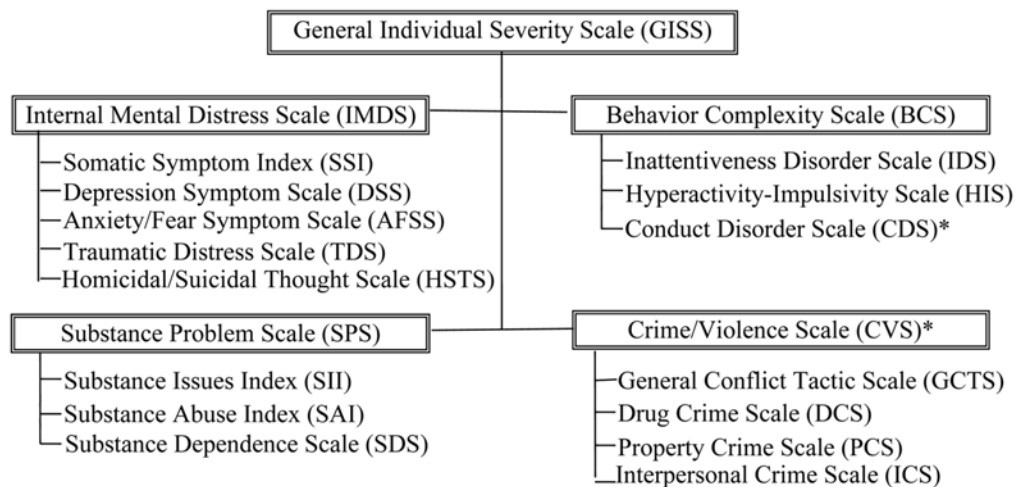 General Individual Severity Scale (GISS)
Internal Mental Distress Scale (IMDS)
Somatic Symptom Index (SSI)
Depression Symptom Scale (DSS)
Anxiety/Fear Symptom Scale (AFSS)
Traumatic Distress Scale (TDS)
Homicidal/Suicidal Thought Scale (HSTS)
Behavior Complexity Scale (BCS)
Inattentiveness Disorder Scale (IDS)
Hyperactivity-Impulsivity Scale (HIS)
Conduct Disorder Scale (CDS)*
Substance Problem Scale (SPS)
Substance Issues Index (SII)
Substance Abuse Index (SAI)
Substance Dependence Scale (SDS)
Crime/Violence Scale (CVS)*
General Conflict Tactic Scale (GCTS)
Drug Crime Scale (DCS)
Property Crime Scale (PCS)
Interpersonal Crime Scale (ICS)